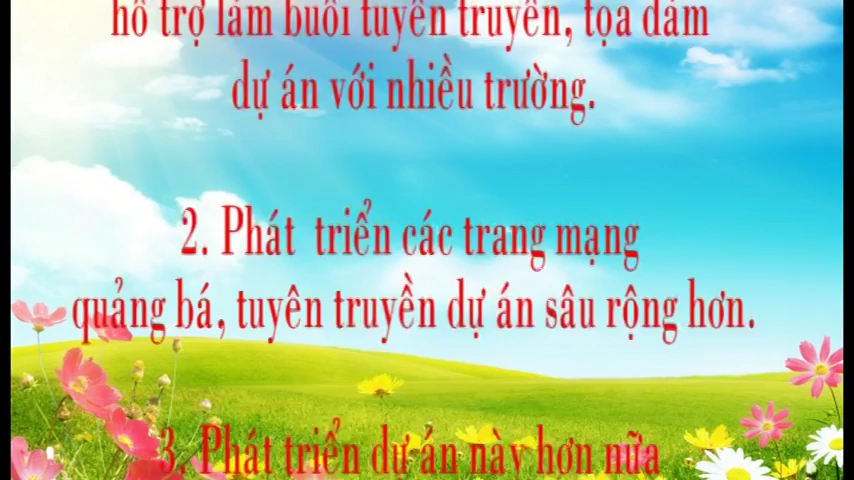 hỗ trợ làm buổi tuyên truyền, tọa đàm
dự án với nhiều trường.
2. Phát triển các trang mạng
quảng bá, tuyên truyền dự án sâu rộng hơn.
3. Phát triển dự án này hơn nữa